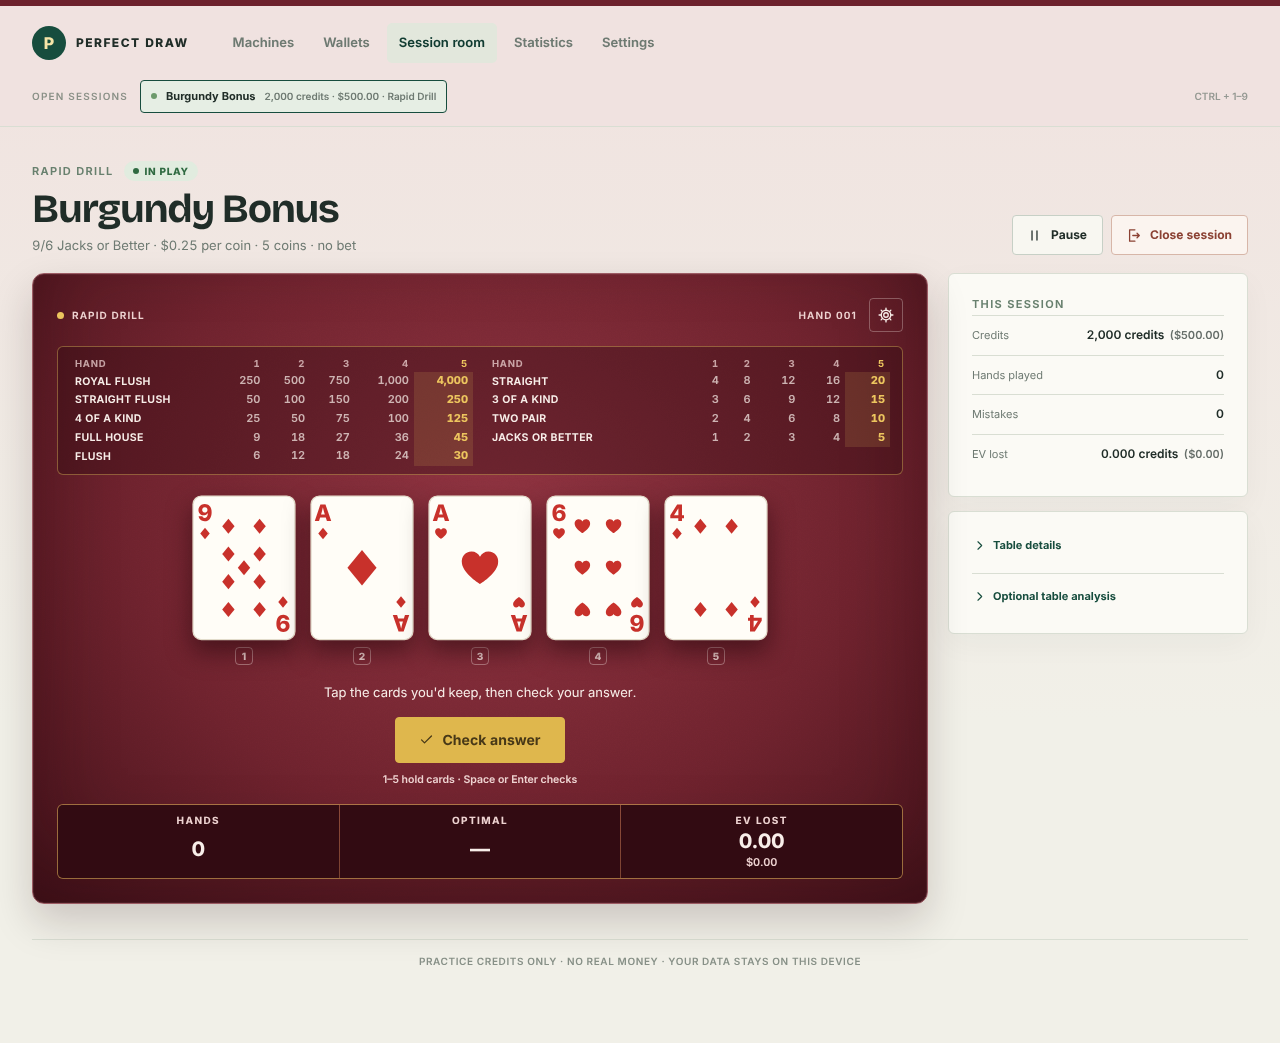 P PERFECT DRAW Machines Wallets Session room Statistics Settings
OPEN SESSIONS Burgundy Bonus 2,000 credits · $500.00 · Rapid Drill CTRL + 1–9
RAPID DRILL IN PLAY
Burgundy Bonus
9/6 Jacks or Better · $0.25 per coin · 5 coins · no bet
Pause Close session
RAPID DRILL HAND 001
HAND 1 2 3 4 5 HAND 1 2 3 4 5
ROYAL FLUSH 250 500 750 1,000 4,000 STRAIGHT 4 8 12 16 20
STRAIGHT FLUSH 50 100 150 200 250 3 OF A KIND 3 6 9 12 15
4 OF A KIND 25 50 75 100 125 TWO PAIR 2 4 6 8 10
FULL HOUSE 9 18 27 36 45 JACKS OR BETTER 1 2 3 4 5
FLUSH 6 12 18 24 30
9 A A 6 4
9 A A 6 4
1 2 3 4 5
Tap the cards you'd keep, then check your answer.
Check answer
1–5 hold cards · Space or Enter checks
HANDS OPTIMAL EV LOST
0 — 0.00
$0.00
THIS SESSION
Credits 2,000 credits ($500.00)
Hands played 0
Mistakes 0
EV lost 0.000 credits ($0.00)
Table details
Optional table analysis
PRACTICE CREDITS ONLY · NO REAL MONEY · YOUR DATA STAYS ON THIS DEVICE